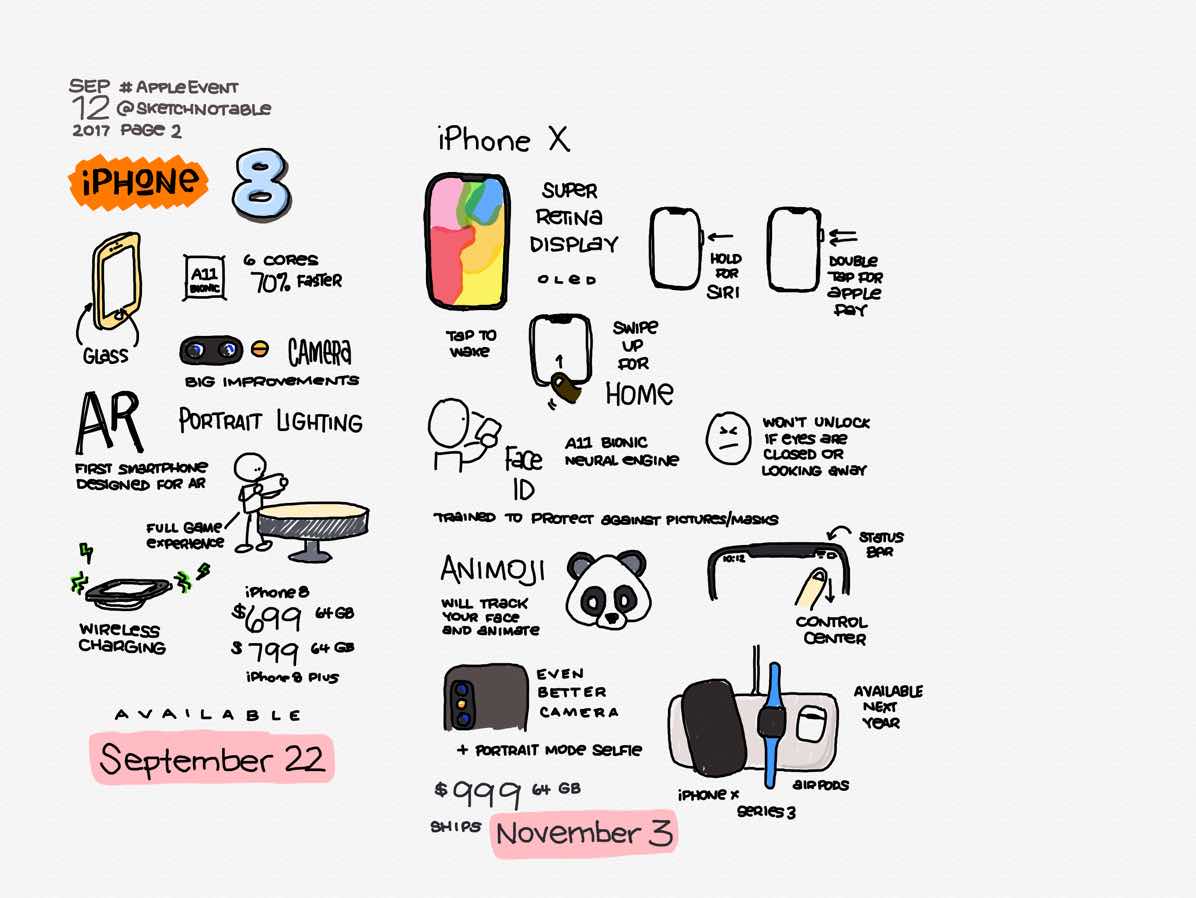 SEP #AppleEvent
12 @SKETCHNOTABLE
2017 PAGE 2
iPHONE 8
A11
BIONIC
6 CORES
70% FASTER
GLASS
CAMERA
BIG IMPROVEMENTS
AR
PORTRAIT LIGHTING
FIRST SMARTPHONE
DESIGNED FOR AR
FULL GAME
EXPERIENCE
WIRELESS
CHARGING
iPHONE 8
$699 64 GB
$799 64 GB
iPHONE 8 PLUS
AVAILABLE
September 22
iPhone X
SUPER
RETINA
DISPLAY
OLED
HOLD
FOR
SIRI
DOUBLE
TAP FOR
APPLE
PAY
TAP TO
WAKE
SWIPE
UP
FOR
HOME
FACE
ID
A11 BIONIC
NEURAL ENGINE
WON'T UNLOCK
IF EYES ARE
CLOSED OR
LOOKING AWAY
TRAINED TO PROTECT AGAINST PICTURES/MASKS
ANIMOJI
WILL TRACK
YOUR FACE
AND ANIMATE
10:12
STATUS
BAR
CONTROL
CENTER
EVEN
BETTER
CAMERA
+ PORTRAIT MODE SELFIE
AVAILABLE
NEXT
YEAR
iPHONE X
SERIES 3
AIRPODS
$999 64 GB
SHIPS November 3